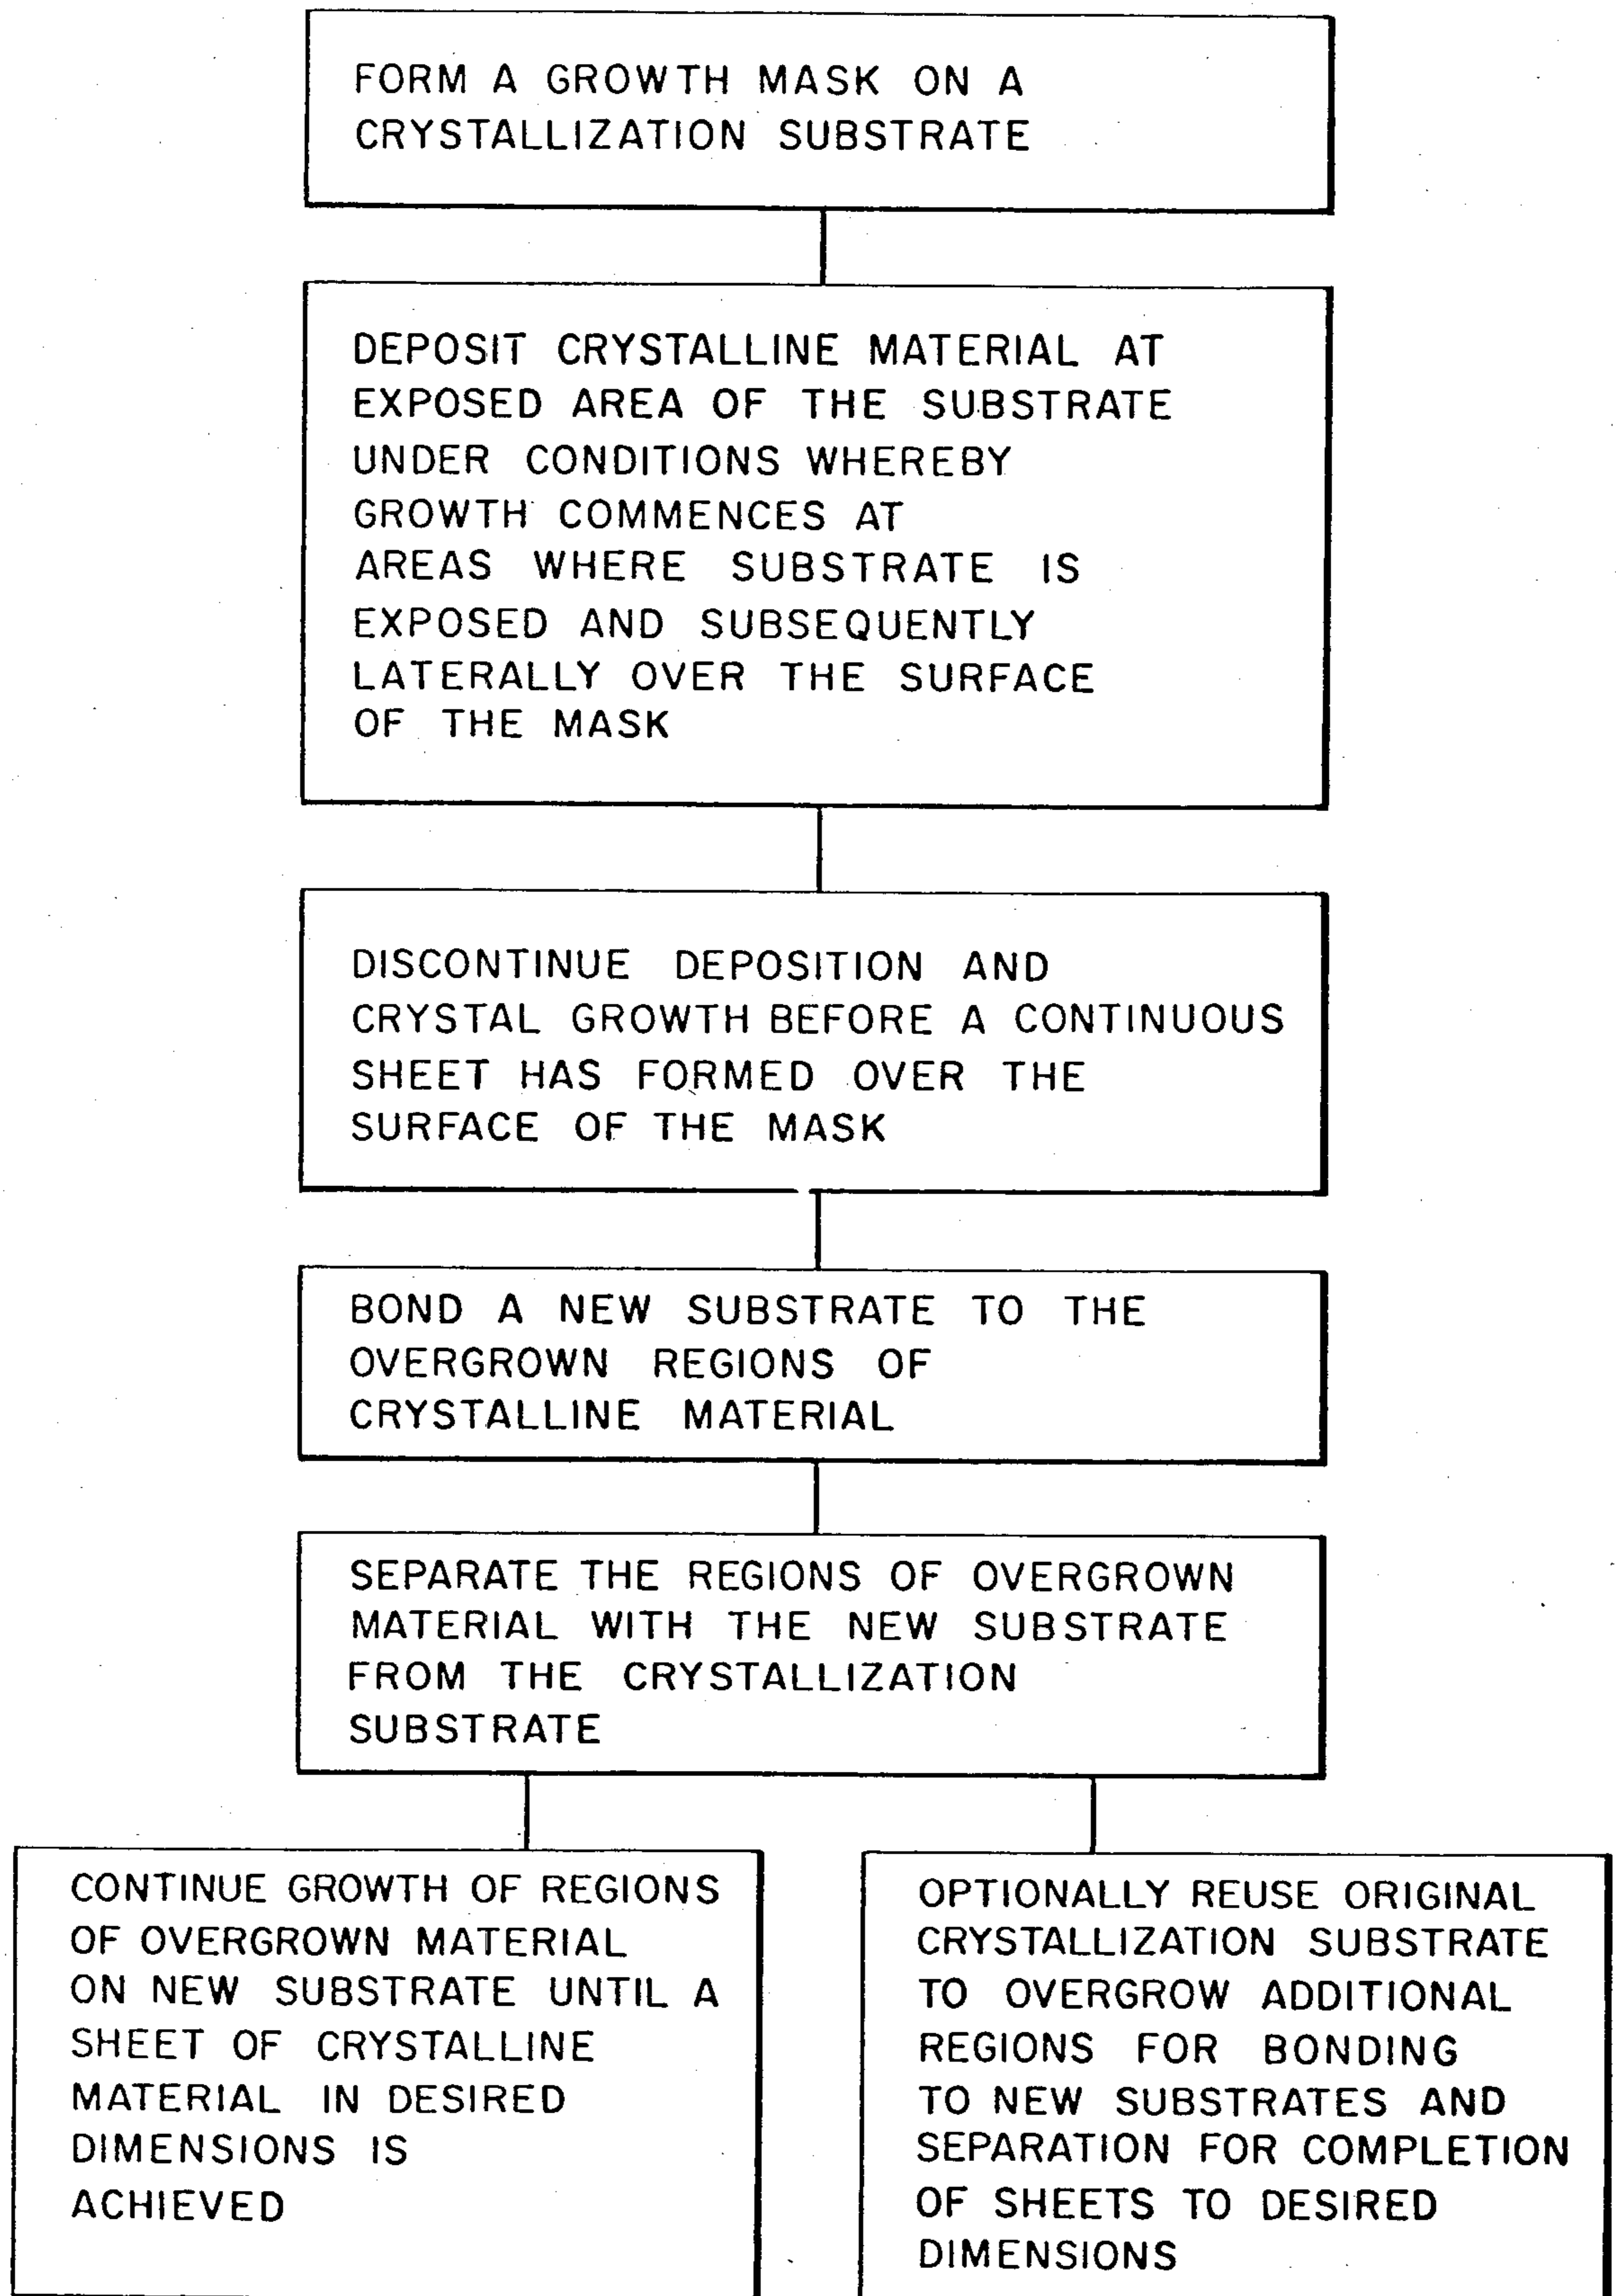 FORM A GROWTH MASK ON A
CRYSTALLIZATION SUBSTRATE
DEPOSIT CRYSTALLINE MATERIAL AT
EXPOSED AREA OF THE SUBSTRATE
UNDER CONDITIONS WHEREBY
GROWTH COMMENCES AT
AREAS WHERE SUBSTRATE IS
EXPOSED AND SUBSEQUENTLY
LATERALLY OVER THE SURFACE
OF THE MASK
DISCONTINUE DEPOSITION AND
CRYSTAL GROWTH BEFORE A CONTINUOUS
SHEET HAS FORMED OVER THE
SURFACE OF THE MASK
BOND A NEW SUBSTRATE TO THE
OVERGROWN REGIONS OF
CRYSTALLINE MATERIAL
SEPARATE THE REGIONS OF OVERGROWN
MATERIAL WITH THE NEW SUBSTRATE
FROM THE CRYSTALLIZATION
SUBSTRATE
CONTINUE GROWTH OF REGIONS
OF OVERGROWN MATERIAL
ON NEW SUBSTRATE UNTIL A
SHEET OF CRYSTALLINE
MATERIAL IN DESIRED
DIMENSIONS IS
ACHIEVED
OPTIONALLY REUSE ORIGINAL
CRYSTALLIZATION SUBSTRATE
TO OVERGROW ADDITIONAL
REGIONS FOR BONDING
TO NEW SUBSTRATES AND
SEPARATION FOR COMPLETION
OF SHEETS TO DESIRED
DIMENSIONS